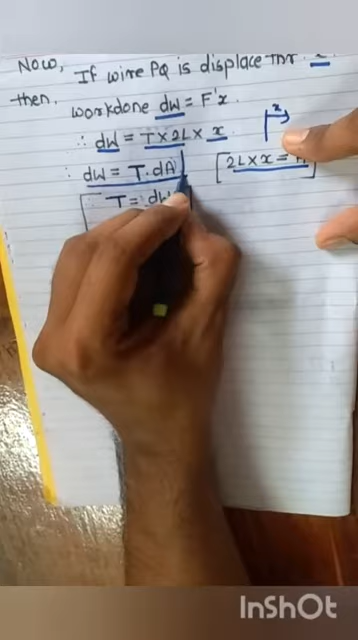 Now, If wire PQ is displace thr. x
then. workdone dW = F'x.
x
∴ dW = T × 2L × x
∴ dW = T. dA [2L × x =
T = dW
InShOt